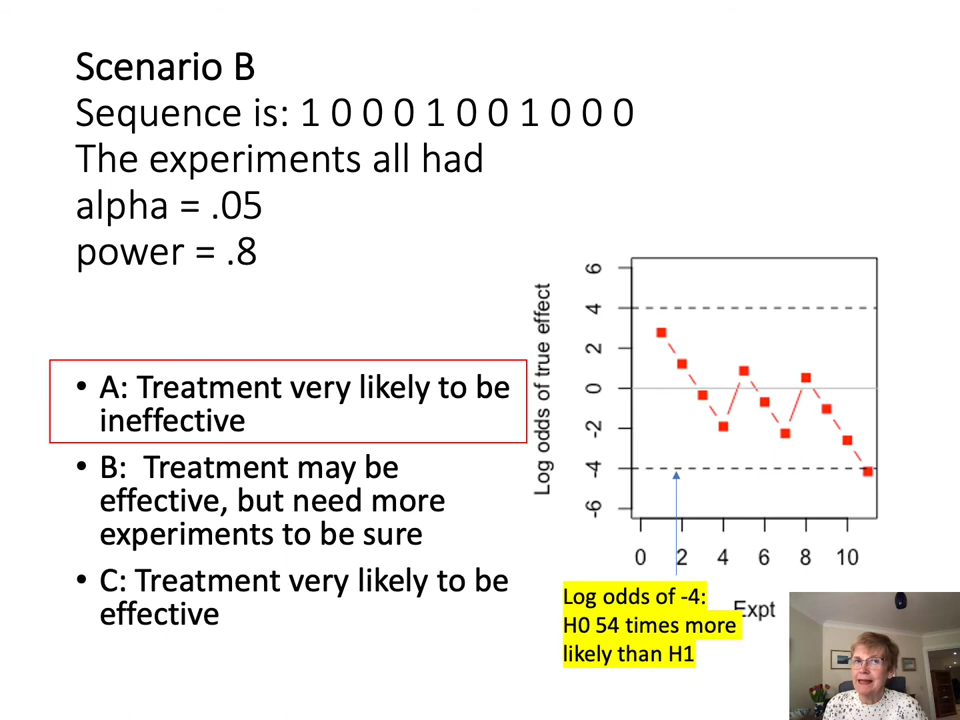 Scenario B
Sequence is: 1 0 0 0 1 0 0 1 0 0 0
The experiments all had
alpha = .05
power = .8
• A: Treatment very likely to be
ineffective
• B: Treatment may be
effective, but need more
experiments to be sure
• C: Treatment very likely to be
effective
Log odds of true effect
6
4
2
0
-2
-4
-6
0 2 4 6 8 10
Expt
Log odds of -4:
H0 54 times more
likely than H1